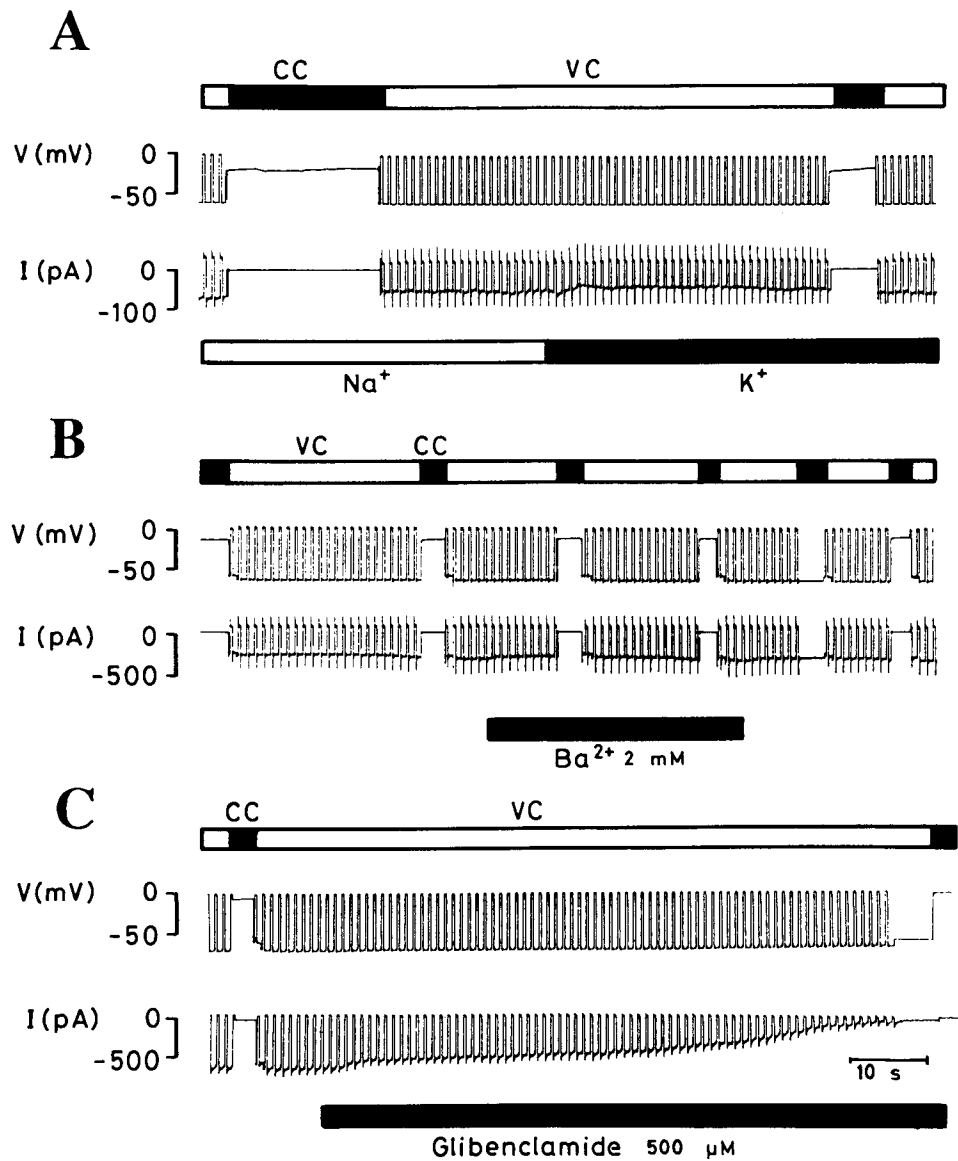 A
CC VC
V (mV) 0
-50
I (pA) 0
-100
Na⁺ K⁺
B
VC CC
V (mV) 0
-50
I (pA) 0
-500
Ba²⁺ 2 mM
C
CC VC
V(mV) 0
-50
I(pA) 0
-500
10 s
Glibenclamide 500 µM